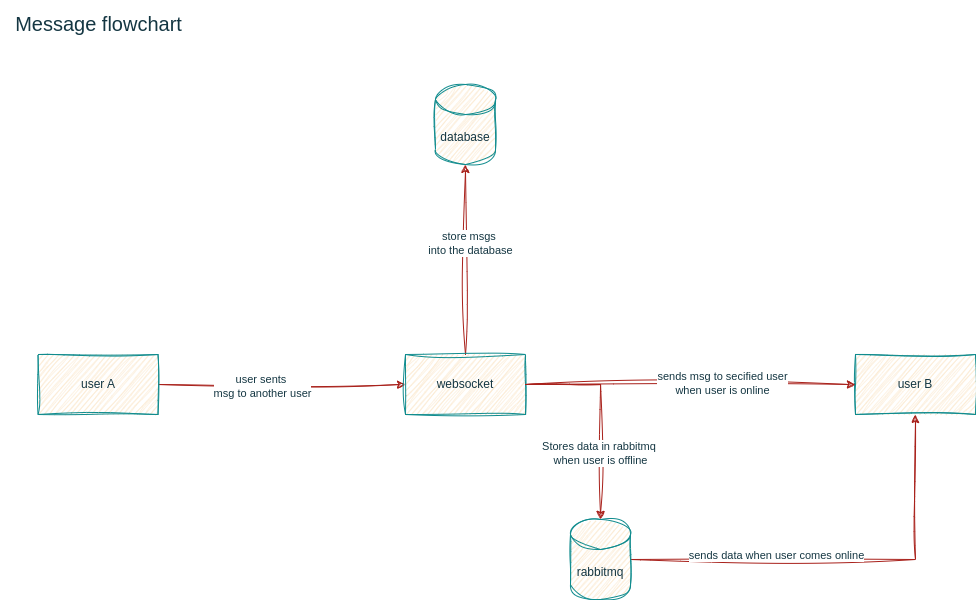 Message flowchart
database
store msgs
into the database
user A
user sents
msg to another user
websocket
sends msg to secified user
when user is online
user B
Stores data in rabbitmq
when user is offline
rabbitmq
sends data when user comes online